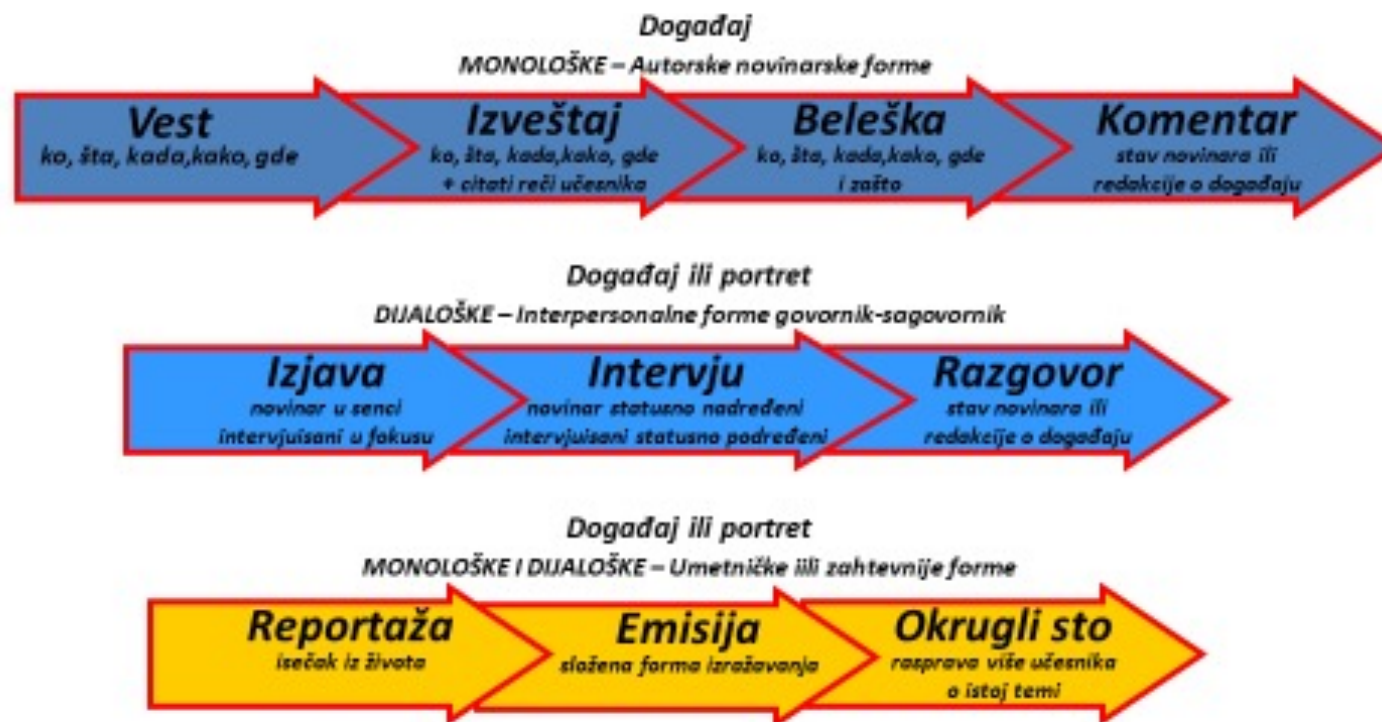 Događaj
MONOLOŠKE – Autorske novinarske forme
Vest
ko, šta, kada,kako, gde
Izveštaj
ko, šta, kada,kako, gde
+ citati reči učesnika
Beleška
ko, šta, kada,kako, gde
i zašto
Komentar
stav novinara ili
redakcije o događaju
Događaj ili portret
DIJALOŠKE – Interpersonalne forme govornik-sagovornik
Izjava
novinar u senci
intervjuisani u fokusu
Intervju
novinar statusno nadređeni
intervjuisani statusno podređeni
Razgovor
stav novinara ili
redakcije o događaju
Događaj ili portret
MONOLOŠKE I DIJALOŠKE – Umetničke iili zahtevnije forme
Reportaža
isečak iz života
Emisija
složena forma izražavanja
Okrugli sto
rasprava više učesnika
o istoj temi